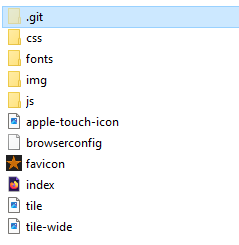 .git
css
fonts
img
js
apple-touch-icon
browserconfig
favicon
index
tile
tile-wide